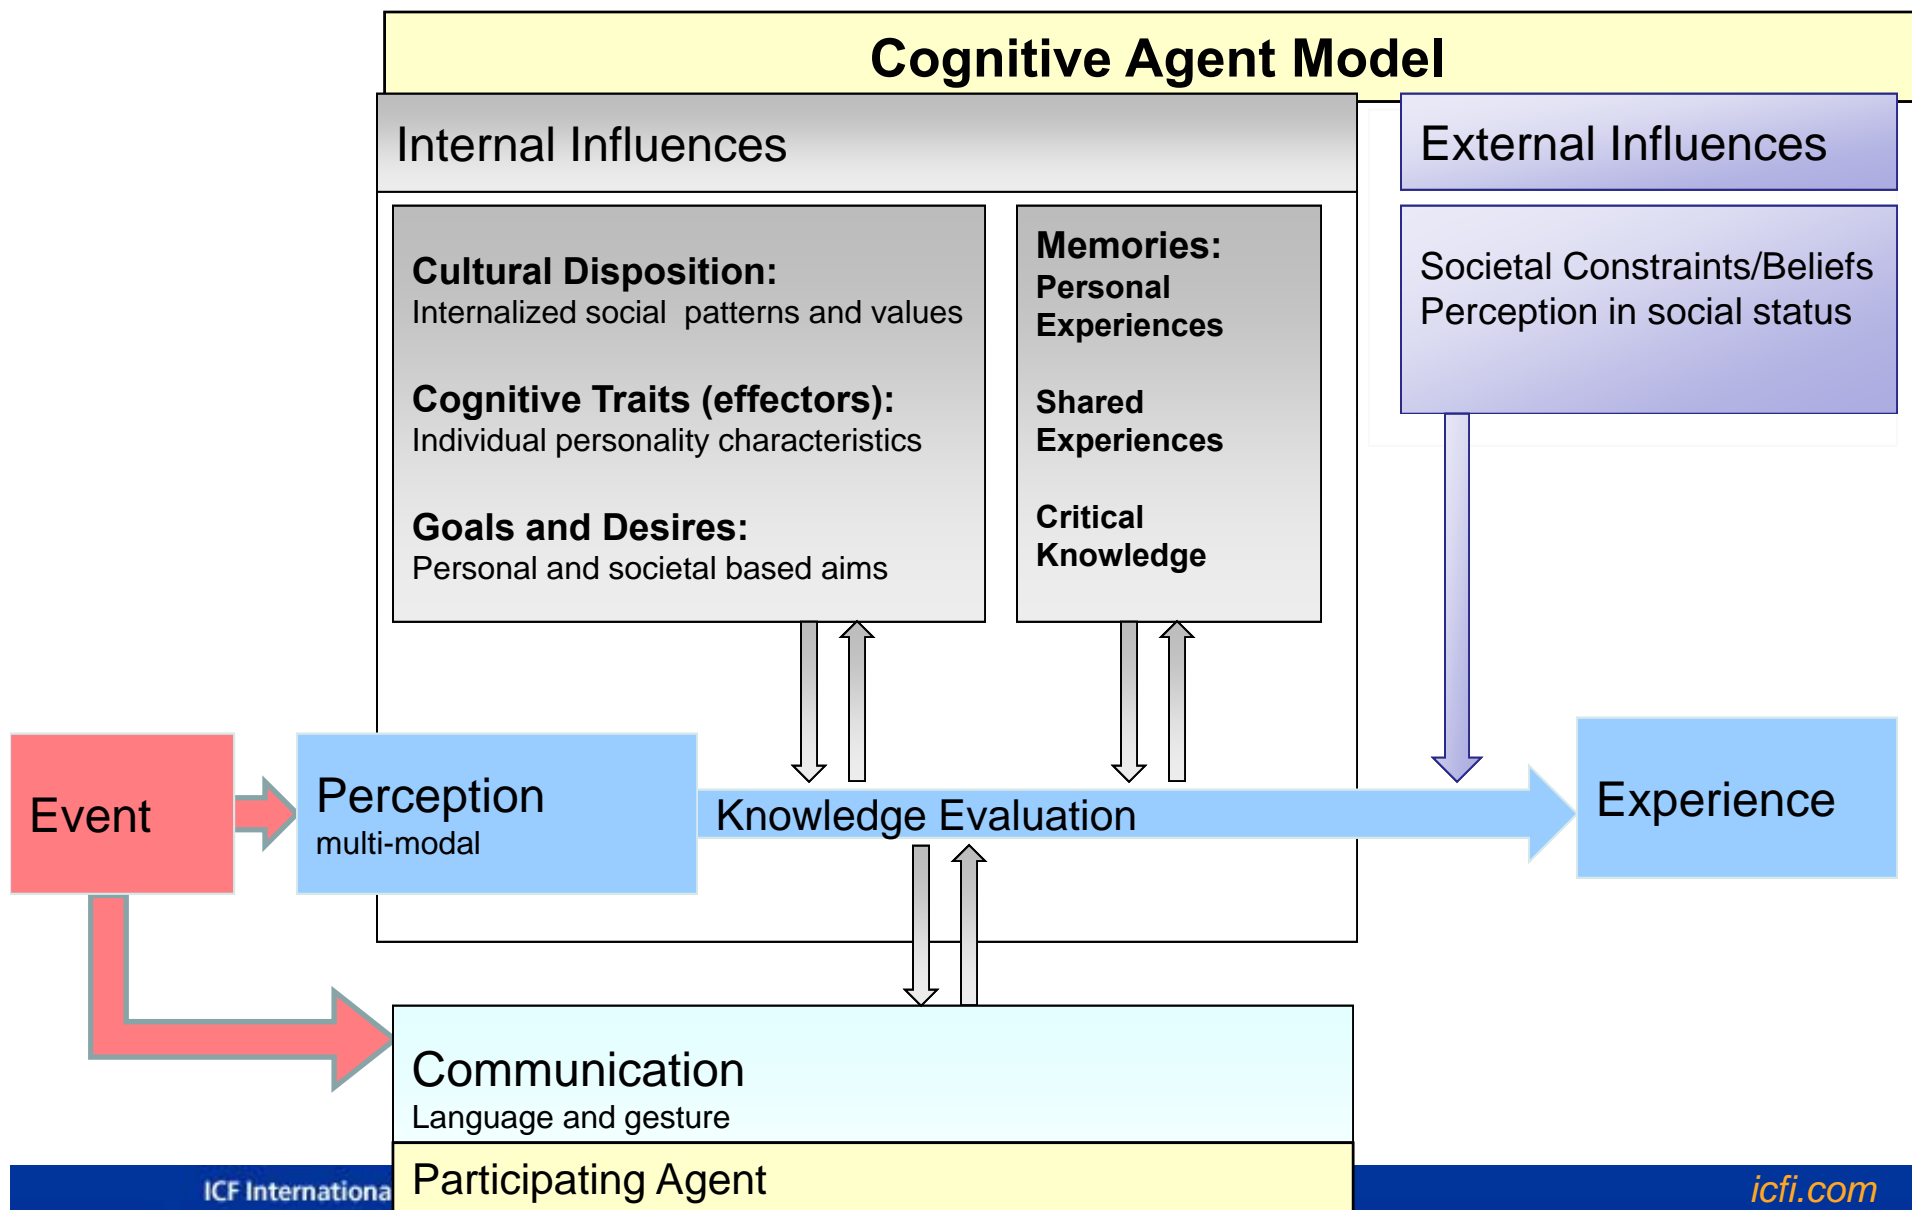 Cognitive Agent Model
Internal Influences
External Influences
Cultural Disposition:
Internalized social  patterns and values
Cognitive Traits (effectors):
Individual personality characteristics
Goals and Desires:
Personal and societal based aims
Memories:
Personal
Experiences
Shared
Experiences
Critical
Knowledge
Societal Constraints/Beliefs
Perception in social status
Event
Perception
multi-modal
Knowledge Evaluation
Experience
Communication
Language and gesture
Participating Agent
ICF Internationa
icfi.com